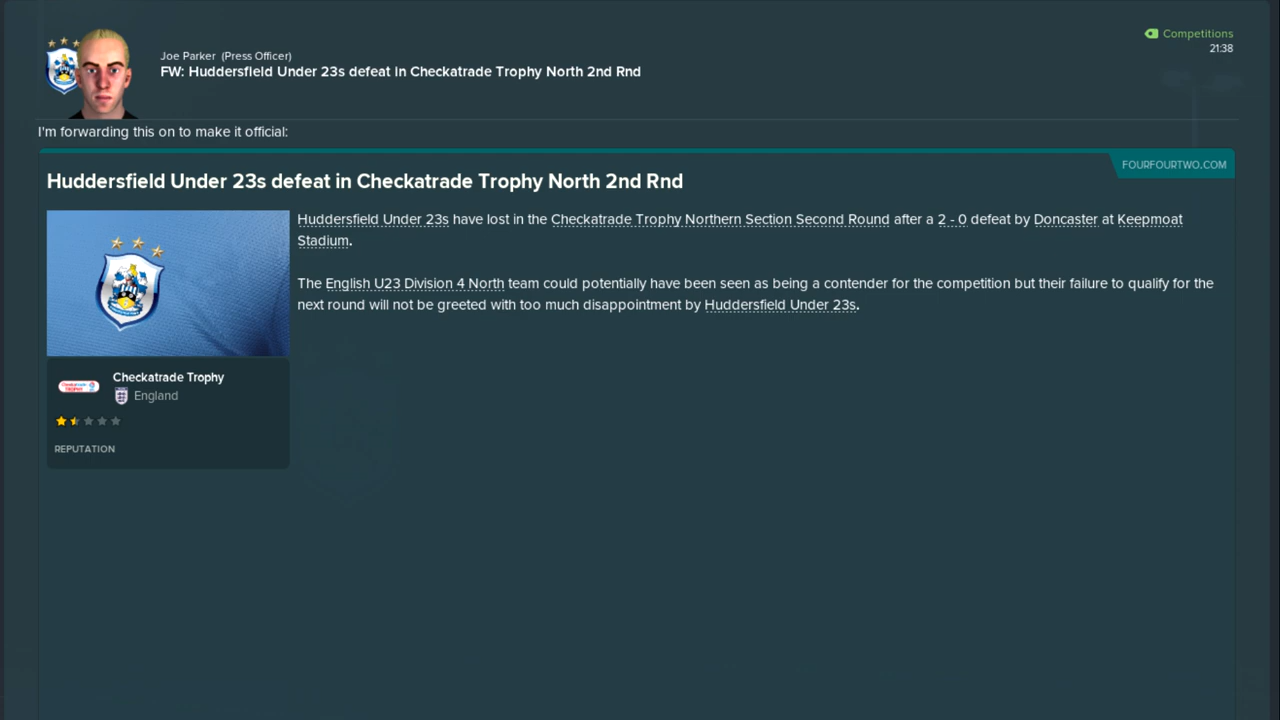 Competitions
21:38
Joe Parker (Press Officer)
FW: Huddersfield Under 23s defeat in Checkatrade Trophy North 2nd Rnd
I'm forwarding this on to make it official:
FOURFOURTWO.COM
Huddersfield Under 23s defeat in Checkatrade Trophy North 2nd Rnd
Huddersfield Under 23s have lost in the Checkatrade Trophy Northern Section Second Round after a 2 - 0 defeat by Doncaster at Keepmoat
Stadium.
The English U23 Division 4 North team could potentially have been seen as being a contender for the competition but their failure to qualify for the
next round will not be greeted with too much disappointment by Huddersfield Under 23s.
Checkatrade Trophy
England
REPUTATION